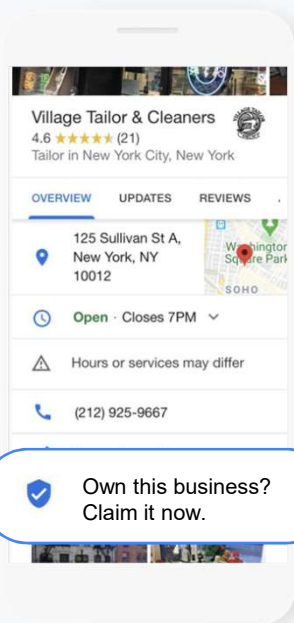 Village Tailor & Cleaners
4.6 ★★★★★ (21)
Tailor in New York City, New York
OVERVIEW UPDATES REVIEWS
125 Sullivan St A,
New York, NY
10012
Washington
Square Park
SOHO
Open · Closes 7PM
Hours or services may differ
(212) 925-9667
Own this business?
Claim it now.